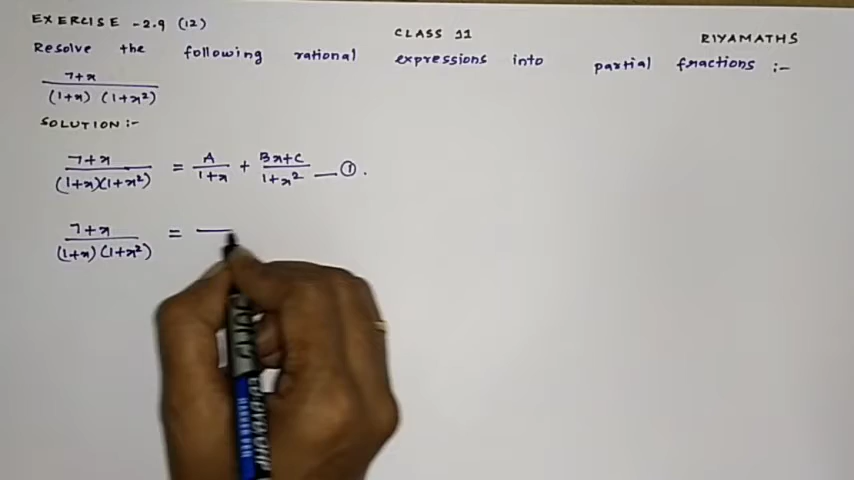 EXERCISE -2.9 (12)
CLASS 11
RIYAMATHS
Resolve the following rational expressions into partial fractions :-
7+x
(1+x) (1+x²)
SOLUTION :-
7+x / (1+x)(1+x²) = A / 1+x + Bx+C / 1+x² — ①.
7+x / (1+x) (1+x²) =